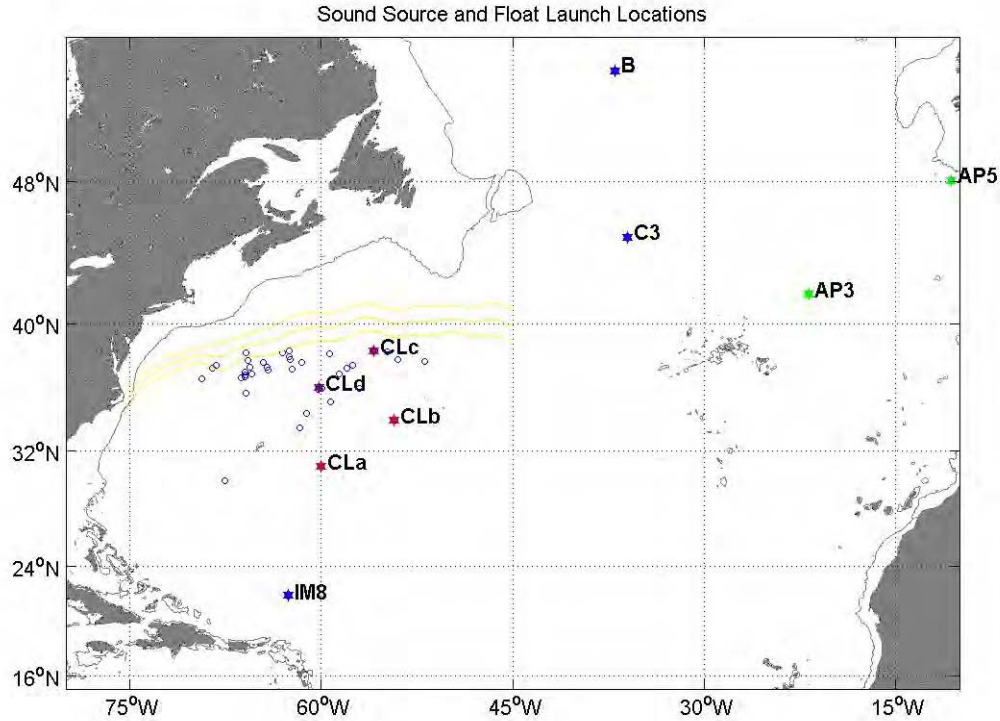 Sound Source and Float Launch Locations
B
48°N
AP5
C3
AP3
40°N
CLc
CLd
CLb
32°N
CLa
24°N
IM8
16°N
75°W 60°W 45°W 30°W 15°W